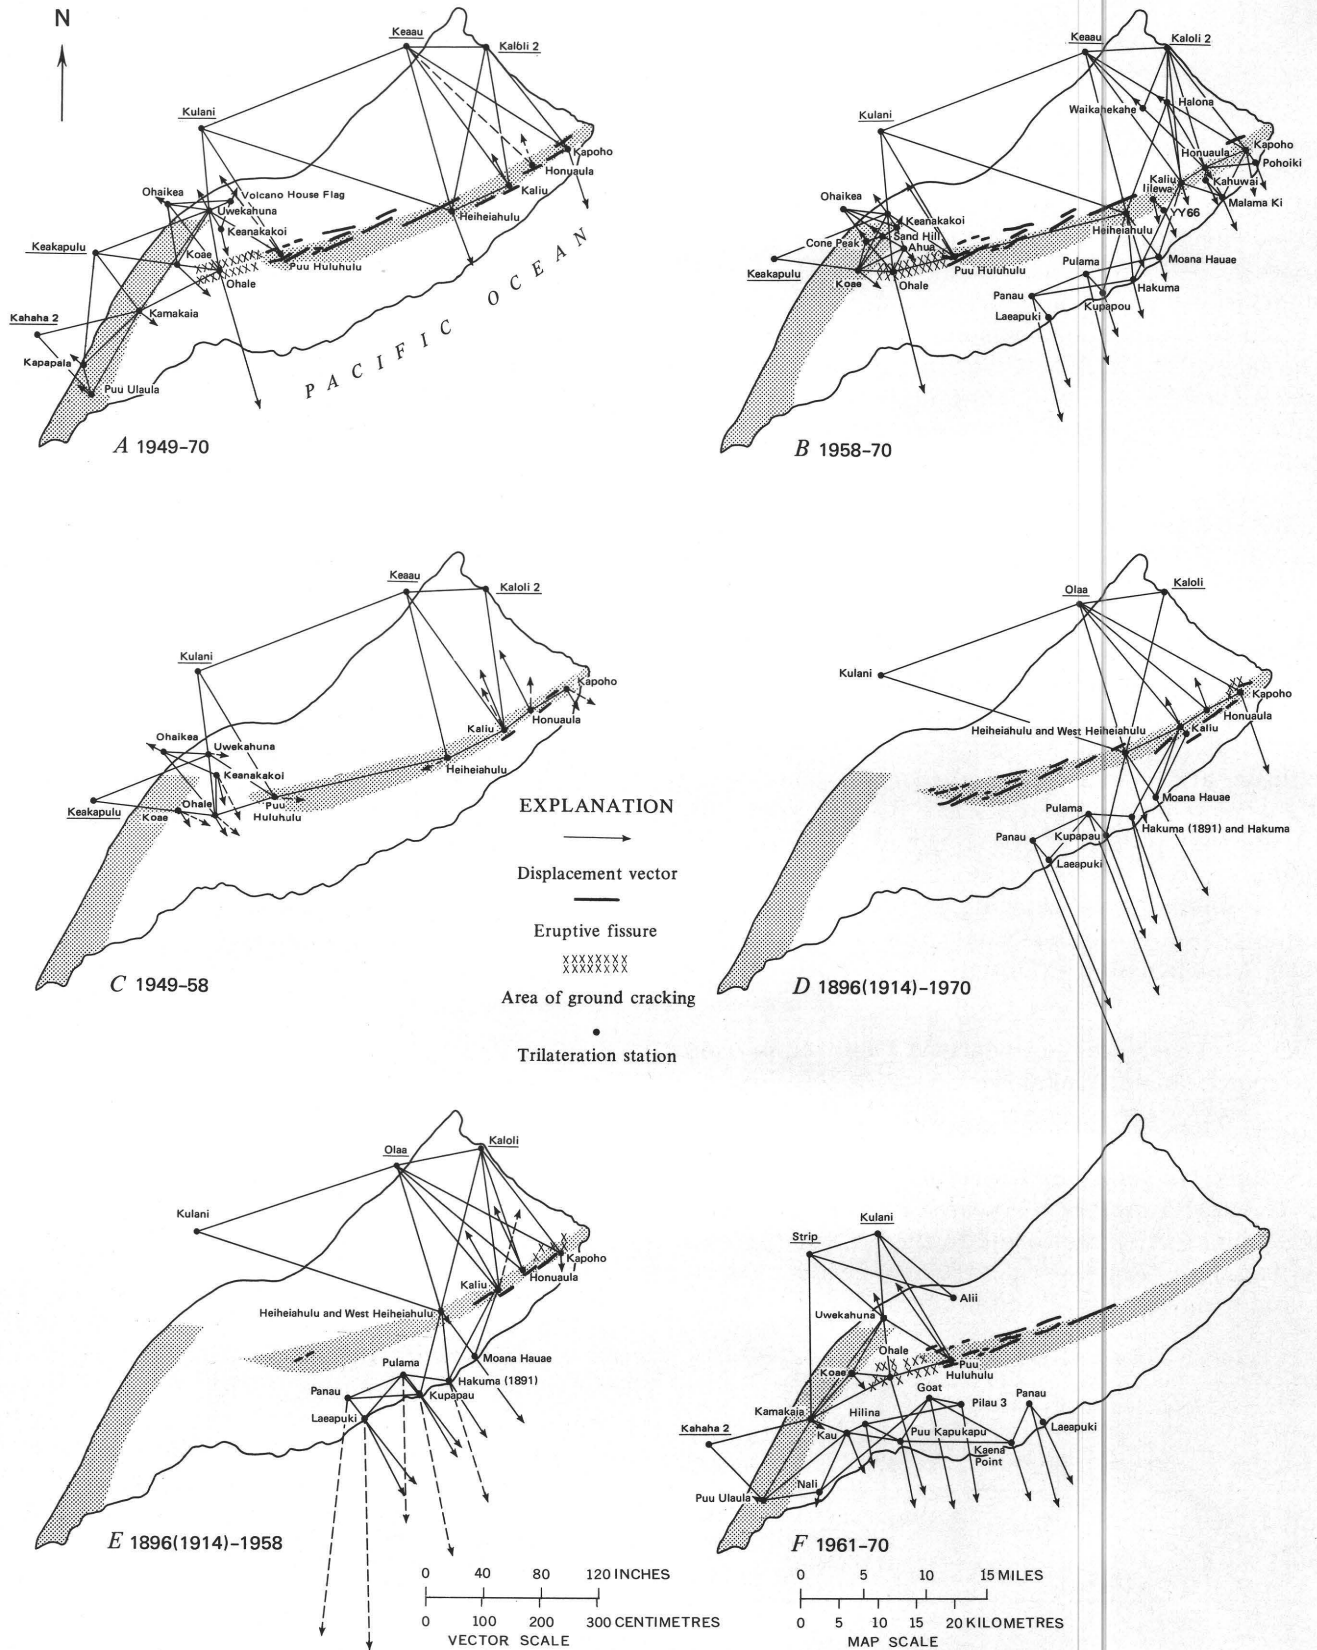 N
Keaau
Kaloli 2
Kulani
Kapoho
Honuaula
Kaliu
Heiheiahulu
Ohaikea
Volcano House Flag
Uwekahuna
Keanakakoi
Keakapulu
Koae
Puu Huluhulu
Ohale
Kahaha 2
Kamakaia
Kapapala
Puu Ulaula
PACIFIC OCEAN
A 1949-70
Keaau
Kaloli 2
Waikahekahe
Halona
Kulani
Honuaula
Kapoho
Pohoiki
Kaliu
Iilewa
Kahuwai
Malama Ki
YY66
Ohaikea
Keanakakoi
Sand Hill
Cone Peak
Ahua
Heiheiahulu
Keakapulu
Koae
Ohale
Puu Huluhulu
Pulama
Moana Hauae
Panau
Hakuma
Laeapuki
Kupapou
B 1958-70
Keaau
Kaloli 2
Kulani
Kapoho
Honuaula
Kaliu
Heiheiahulu
Ohaikea
Uwekahuna
Keanakakoi
Keakapulu
Koae
Ohale
Puu
Huluhulu
C 1949-58
EXPLANATION
Displacement vector
Eruptive fissure
XXXXXXXX
XXXXXXXX
Area of ground cracking
Trilateration station
Olaa
Kaloli
Kulani
Kapoho
Honuaula
Heiheiahulu and West Heiheiahulu
Kaliu
Moana Hauae
Pulama
Panau
Kupapau
Hakuma (1891) and Hakuma
Laeapuki
D 1896(1914)-1970
Olaa
Kaloli
Kulani
Kapoho
Honuaula
Kaliu
Heiheiahulu and West Heiheiahulu
Moana Hauae
Pulama
Hakuma (1891)
Panau
Kupapau
Laeapuki
E 1896(1914)-1958
Kulani
Strip
Alii
Uwekahuna
Ohale
Koae
Puu
Huluhulu
Goat
Panau
Kamakaia
Hilina
Pilau 3
Kahaha 2
Kau
Puu Kapukapu
Laeapuki
Kaena
Point
Nali
Puu Ulaula
F 1961-70
0 40 80 120 INCHES
0 100 200 300 CENTIMETRES
VECTOR SCALE
0 5 10 15 MILES
0 5 10 20 KILOMETRES
MAP SCALE